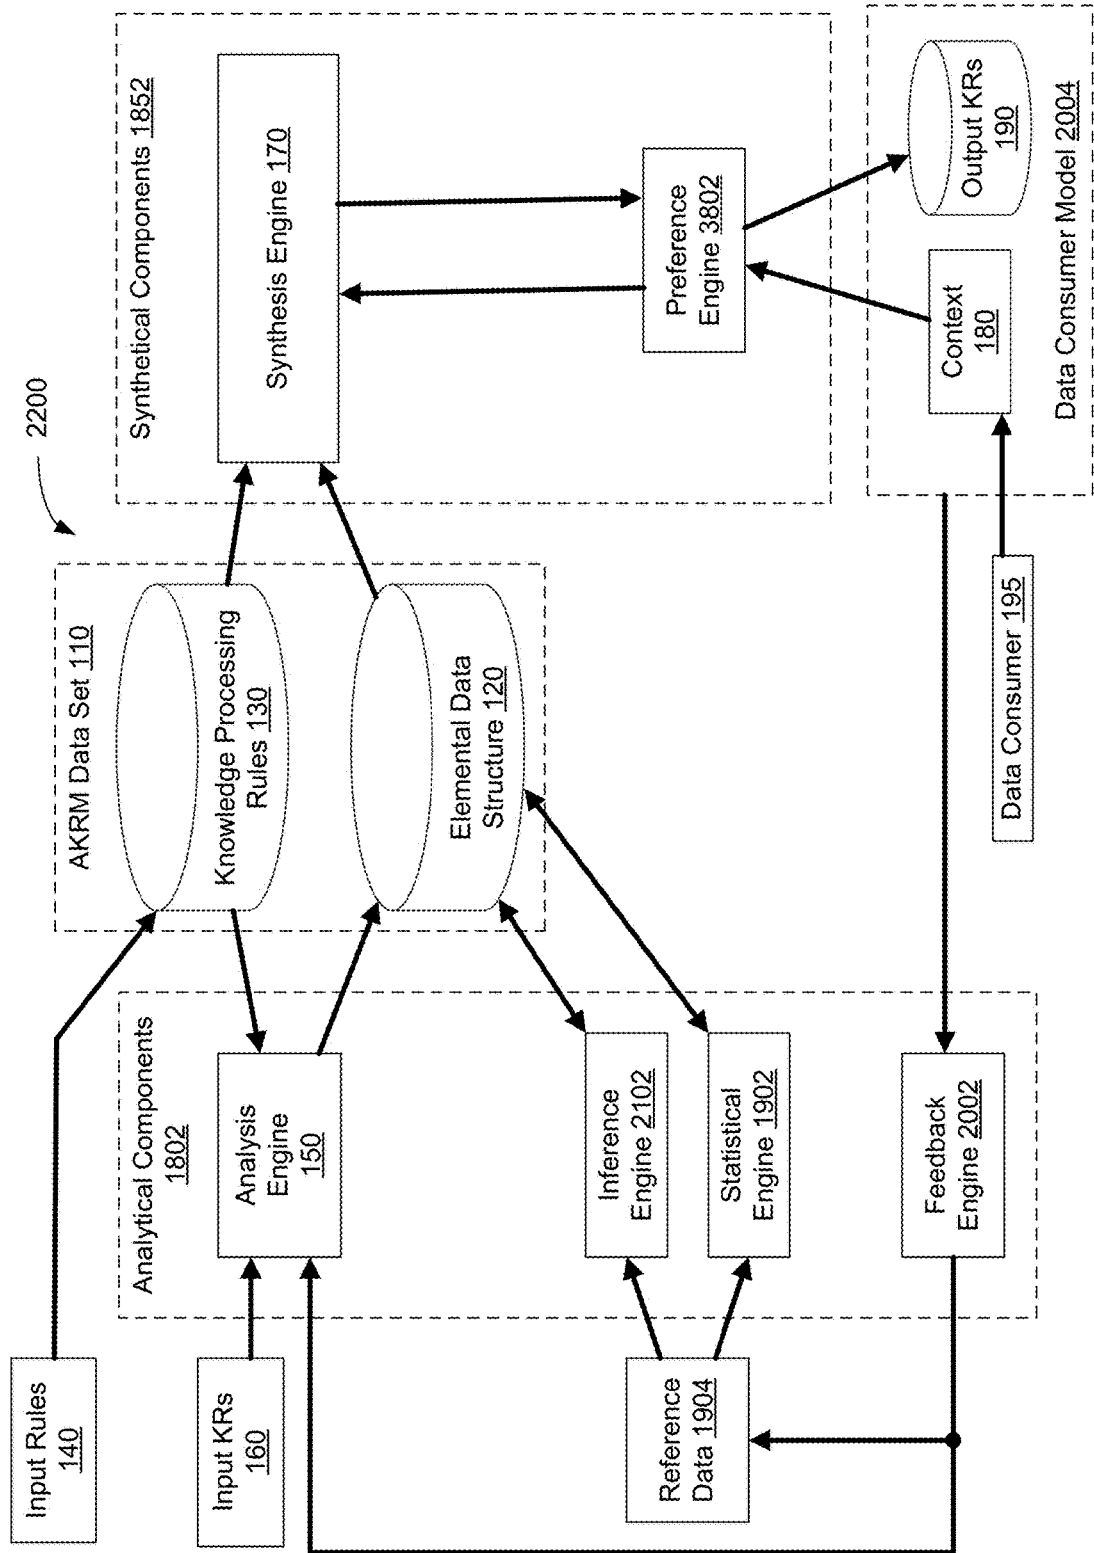 2200
Input Rules
140
Input KRs
160
Reference
Data 1904
Analytical Components
1802
Analysis
Engine
150
Inference
Engine 2102
Statistical
Engine 1902
Feedback
Engine 2002
AKRM Data Set 110
Knowledge Processing
Rules 130
Elemental Data
Structure 120
Synthetical Components 1852
Synthesis Engine 170
Preference
Engine 3802
Data Consumer 195
Context
180
Output KRs
190
Data Consumer Model 2004